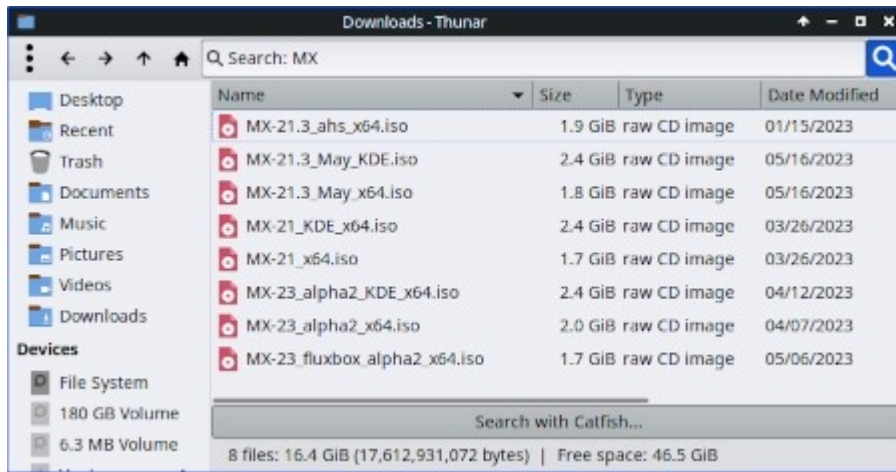 Downloads - Thunar
Search: MX
Desktop
Recent
Trash
Documents
Music
Pictures
Videos
Downloads
Devices
File System
180 GB Volume
6.3 MB Volume
Name Size Type Date Modified
MX-21.3_ahs_x64.iso 1.9 GiB raw CD image 01/15/2023
MX-21.3_May_KDE.iso 2.4 GiB raw CD image 05/16/2023
MX-21.3_May_x64.iso 1.8 GiB raw CD image 05/16/2023
MX-21_KDE_x64.iso 2.4 GiB raw CD image 03/26/2023
MX-21_x64.iso 1.7 GiB raw CD image 03/26/2023
MX-23_alpha2_KDE_x64.iso 2.4 GiB raw CD image 04/12/2023
MX-23_alpha2_x64.iso 2.0 GiB raw CD image 04/07/2023
MX-23_fluxbox_alpha2_x64.iso 1.7 GiB raw CD image 05/06/2023
Search with Catfish...
8 files: 16.4 GiB (17,612,931,072 bytes) | Free space: 46.5 GiB